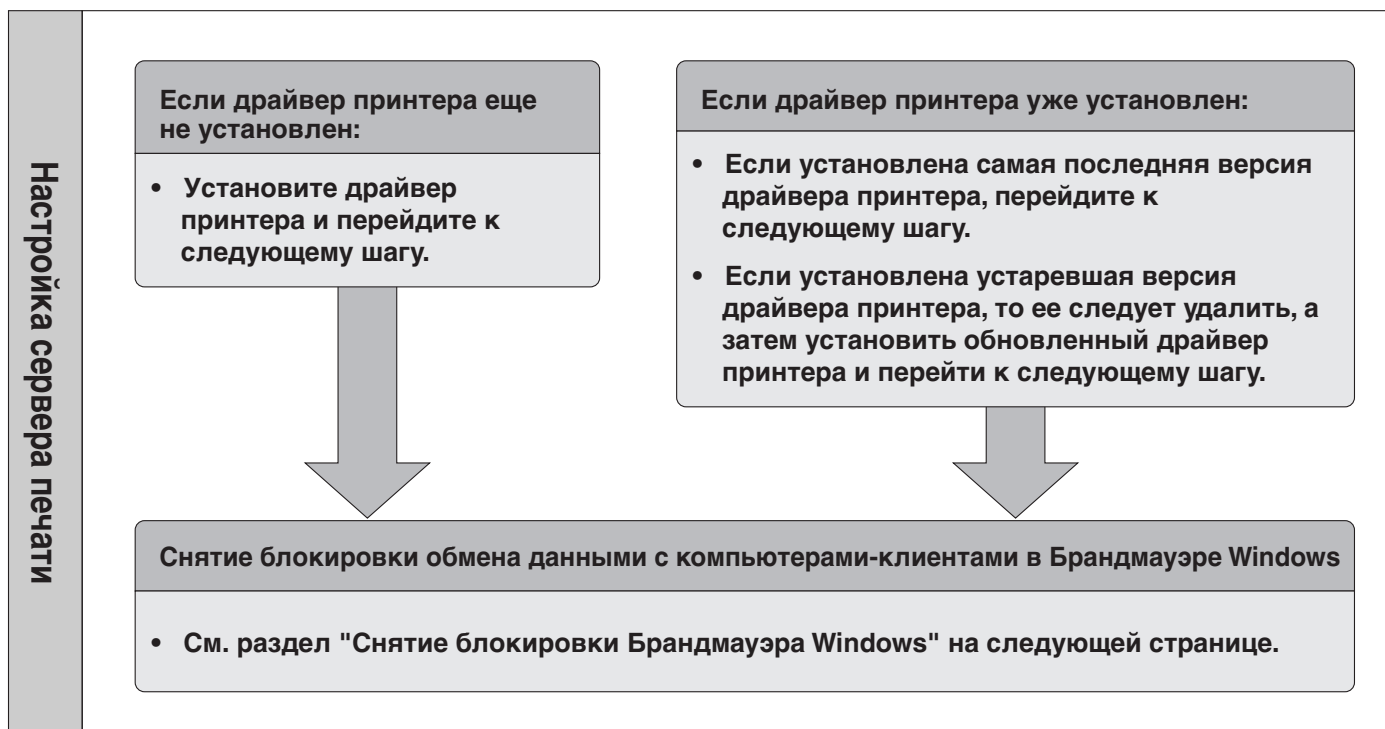 Настройка сервера печати
Если драйвер принтера еще
не установлен:
• Установите драйвер
принтера и перейдите к
следующему шагу.
Если драйвер принтера уже установлен:
• Если установлена самая последняя версия
драйвера принтера, перейдите к
следующему шагу.
• Если установлена устаревшая версия
драйвера принтера, то ее следует удалить, а
затем установить обновленный драйвер
принтера и перейти к следующему шагу.
Снятие блокировки обмена данными с компьютерами-клиентами в Брандмауэре Windows
• См. раздел "Снятие блокировки Брандмауэра Windows" на следующей странице.